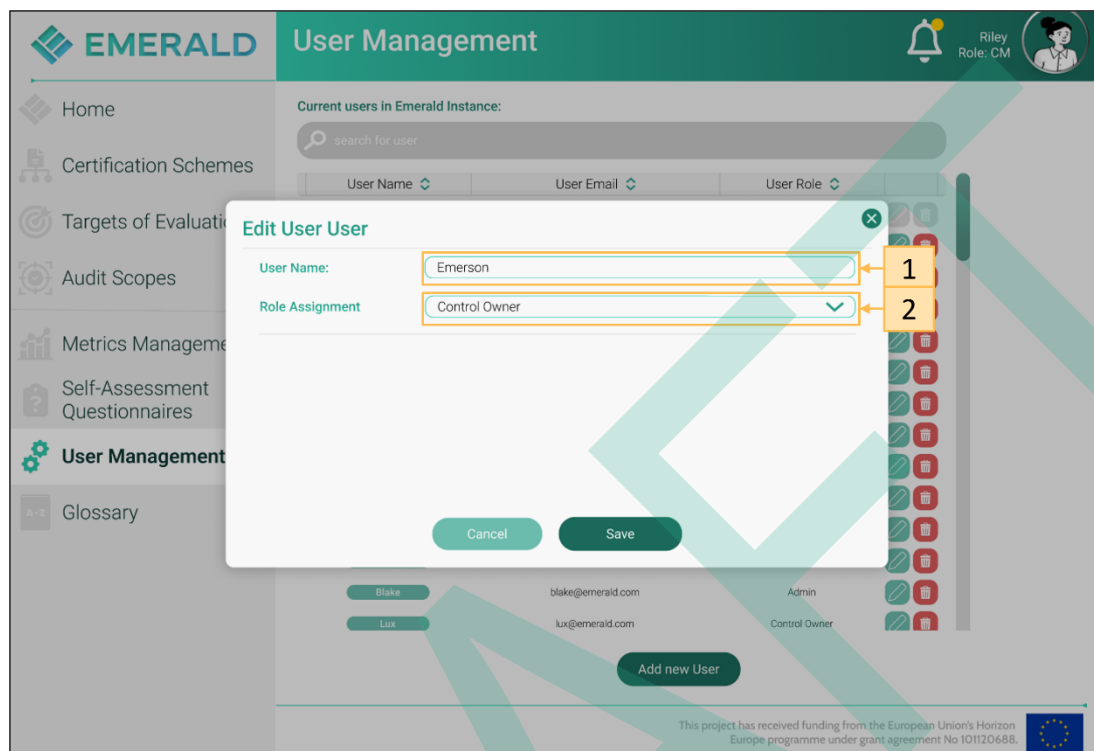 EMERALD
User Management
Riley
Role: CM
Home
Certification Schemes
Targets of Evaluati
Audit Scopes
Metrics Manageme
Self-Assessment
Questionnaires
User Management
A-Z
Glossary
Current users in Emerald Instance:
search for user
User Name User Email User Role
Edit User User
User Name: Emerson
1
Role Assignment Control Owner
2
Cancel Save
Blake blake@emerald.com Admin
Lux lux@emerald.com Control Owner
Add new User
This project has received funding from the European Union's Horizon
Europe programme under grant agreement No 101120688.